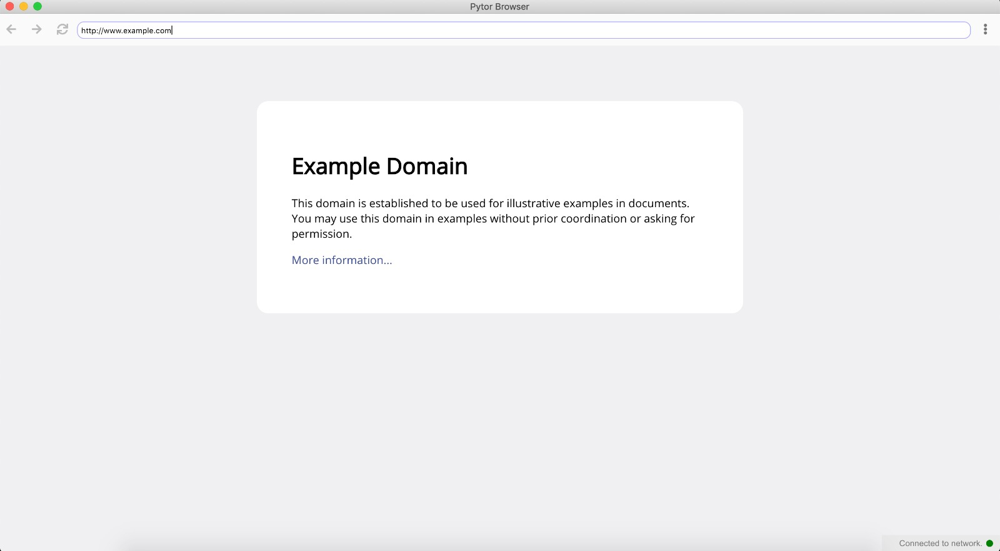 Pytor Browser
http://www.example.com
Example Domain
This domain is established to be used for illustrative examples in documents.
You may use this domain in examples without prior coordination or asking for
permission.
More information...
Connected to network.